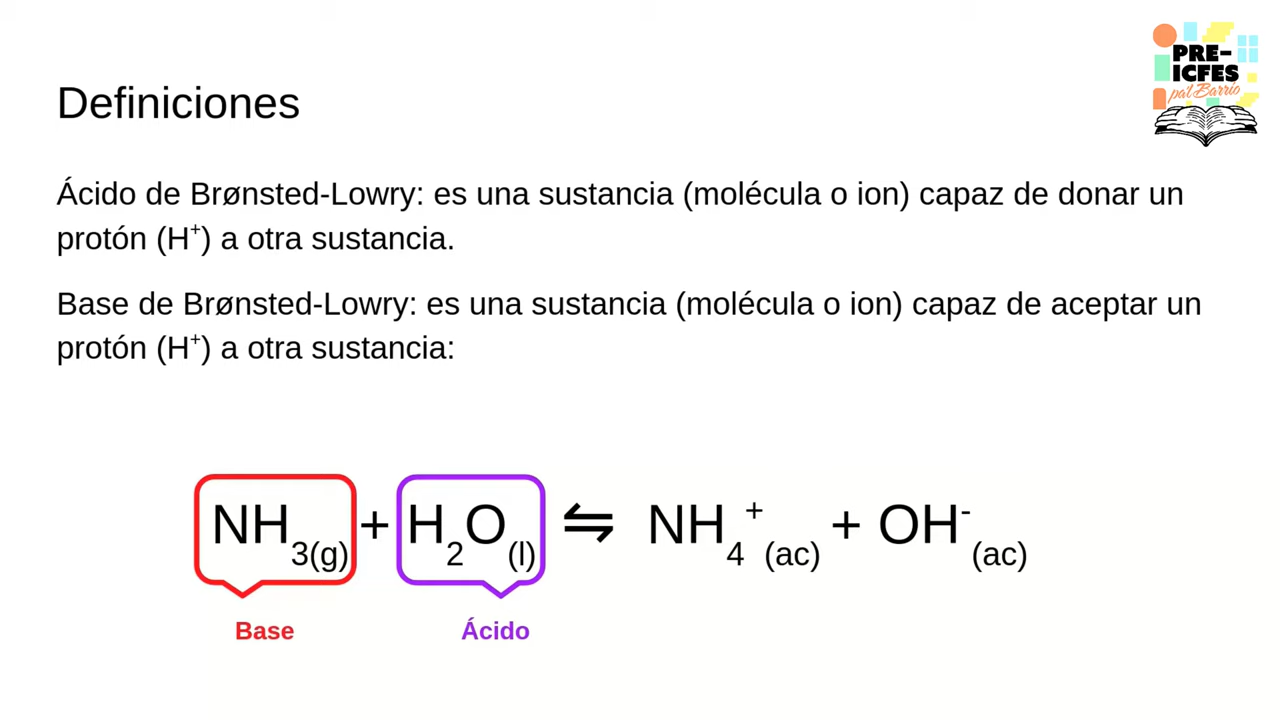 PRE-
ICFES
pa'l Barrio
Definiciones
Ácido de Brønsted-Lowry: es una sustancia (molécula o ion) capaz de donar un
protón (H⁺) a otra sustancia.
Base de Brønsted-Lowry: es una sustancia (molécula o ion) capaz de aceptar un
protón (H⁺) a otra sustancia:
NH₃(g) + H₂O(l) ⇋ NH₄⁺(ac) + OH⁻(ac)
Base Ácido